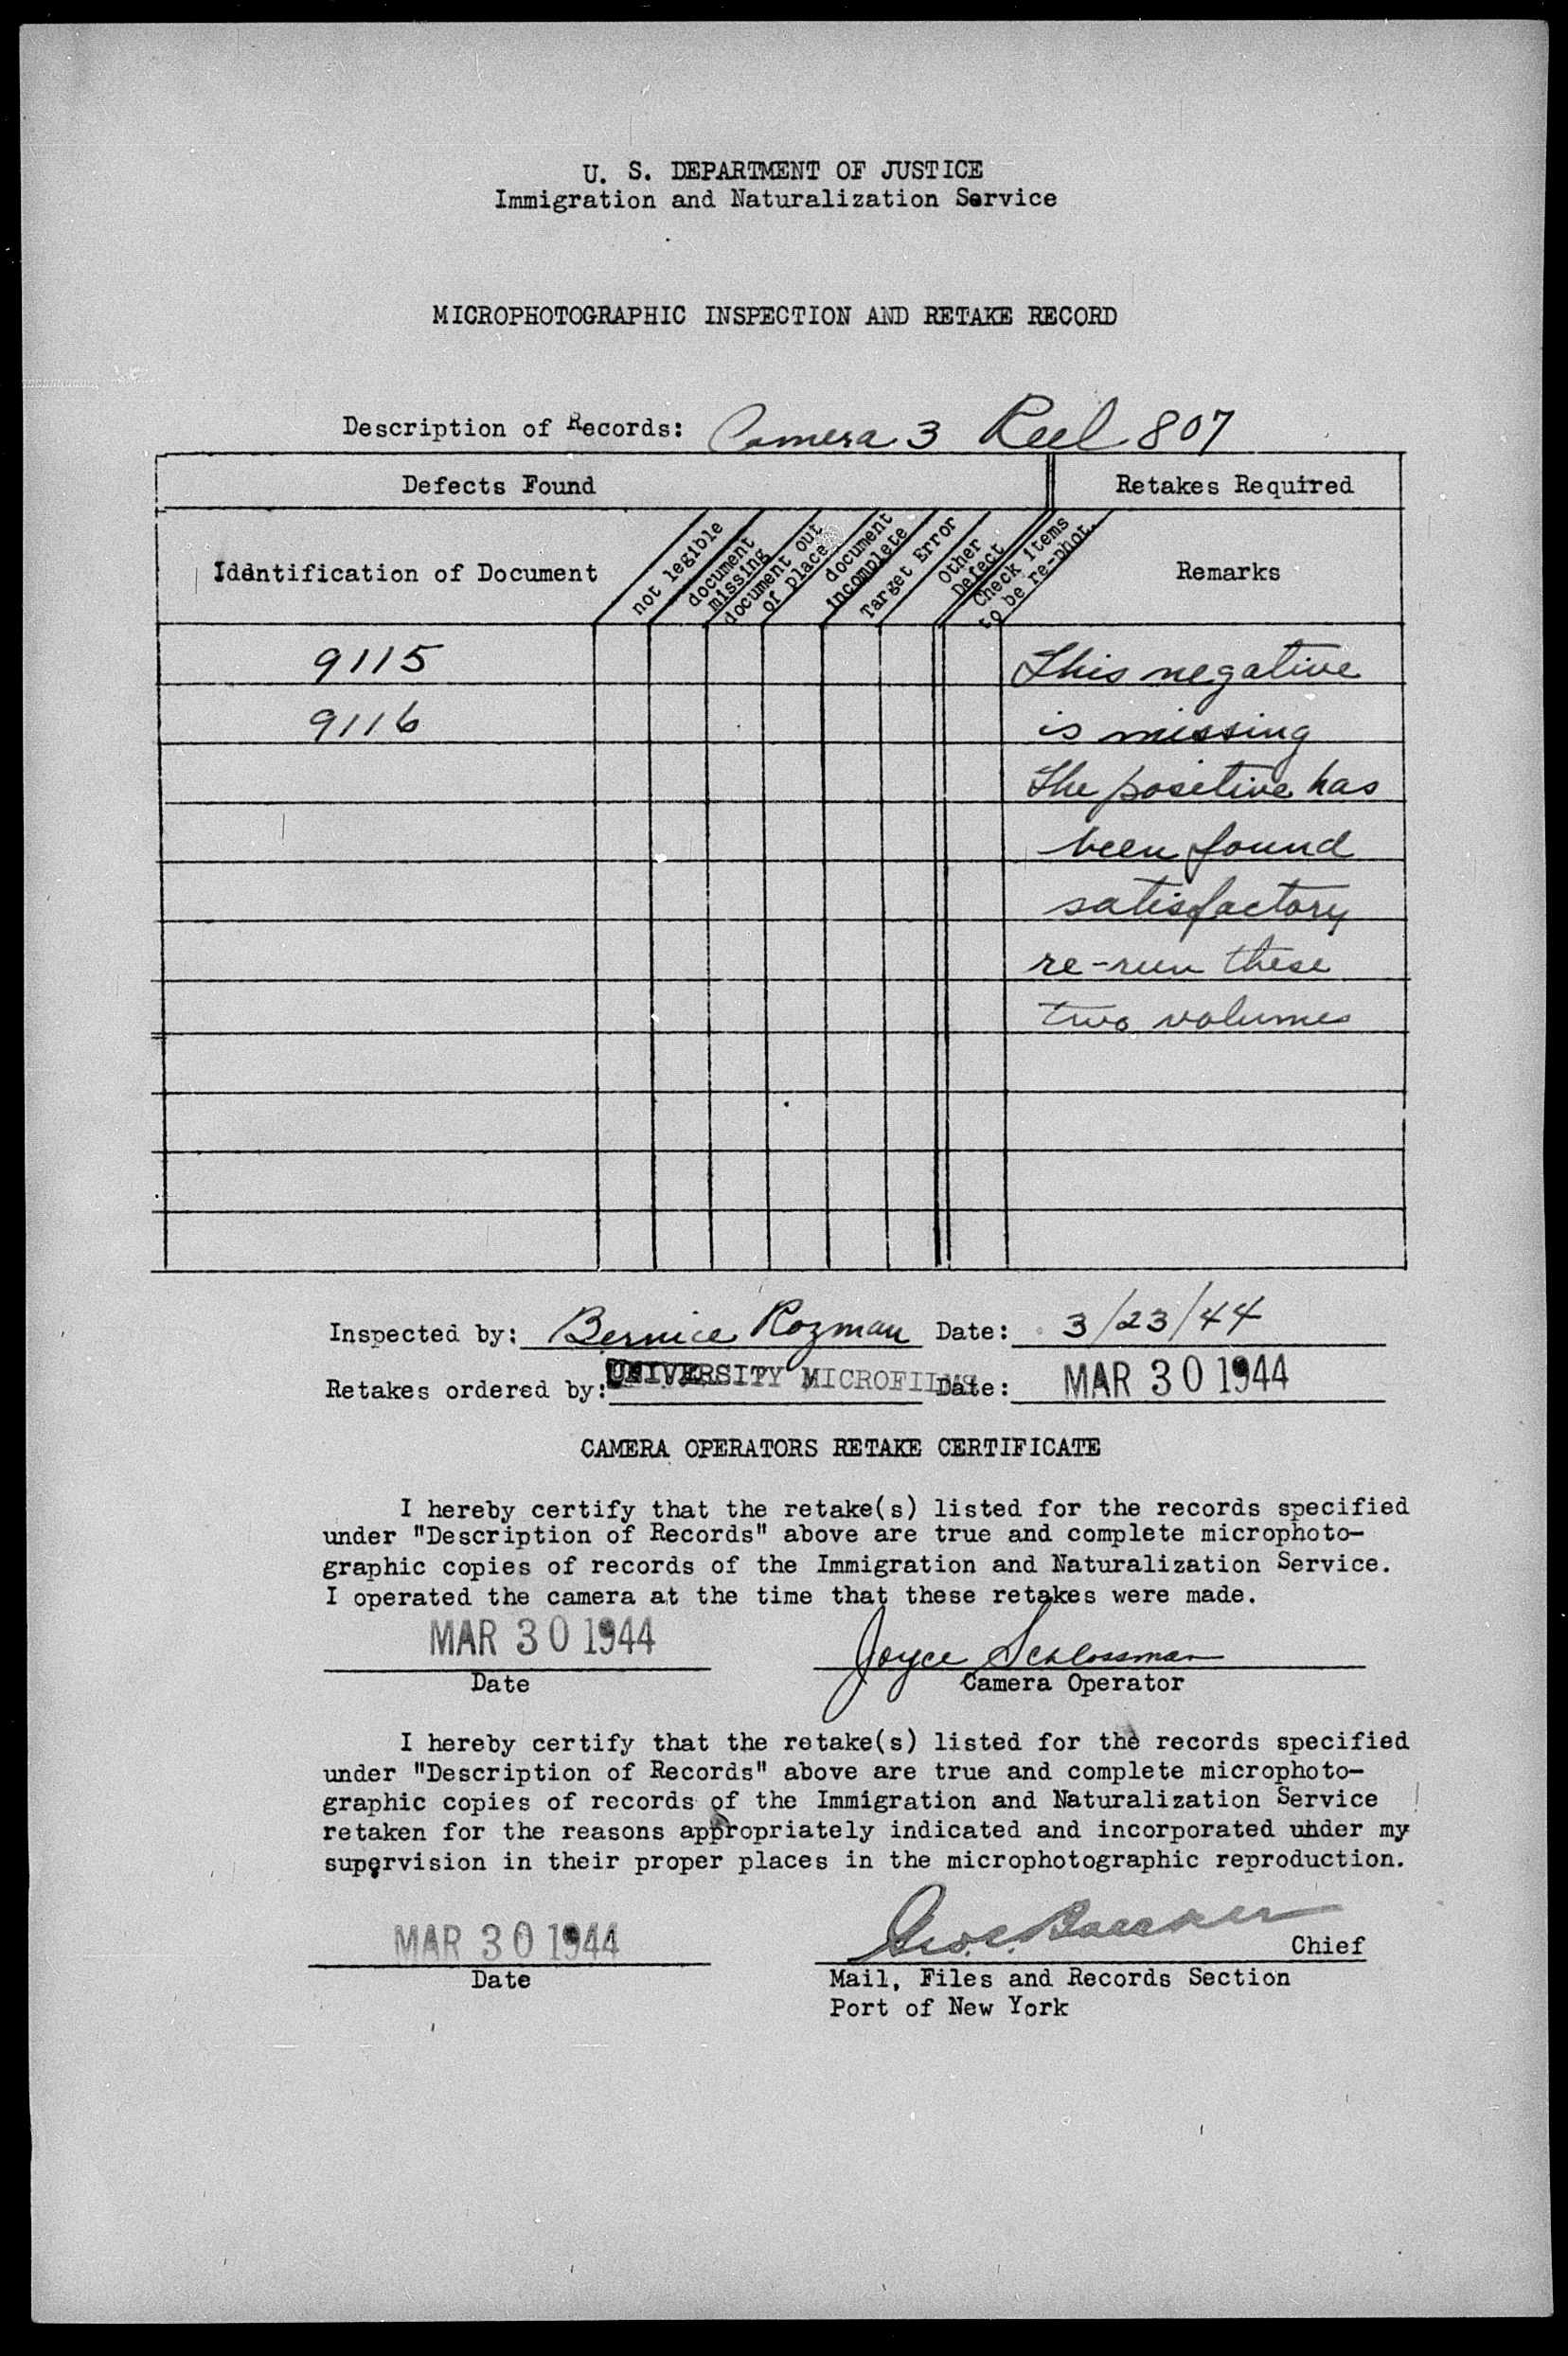 U. S. DEPARTMENT OF JUSTICE
Immigration and Naturalization Service
MICROPHOTOGRAPHIC INSPECTION AND RETAKE RECORD
Description of Records: Camera 3 Reel 807
Defects Found
Retakes Required
Identification of Document
not legible
document missing
document out of place
document incomplete
Target Error
Other Defect
Check items to be re-phot.
Remarks
9115 This negative
9116 is missing
The positive has
been found
satisfactory
re-run these
two volumes
Inspected by: Bernice Rozman Date: 3/23/44
Retakes ordered by: UNIVERSITY MICROFILMS Date: MAR 30 1944
CAMERA OPERATORS RETAKE CERTIFICATE
I hereby certify that the retake(s) listed for the records specified
under "Description of Records" above are true and complete microphoto-
graphic copies of records of the Immigration and Naturalization Service.
I operated the camera at the time that these retakes were made.
MAR 30 1944 Joyce Schlossman
Date Camera Operator
I hereby certify that the retake(s) listed for the records specified
under "Description of Records" above are true and complete microphoto-
graphic copies of records of the Immigration and Naturalization Service
retaken for the reasons appropriately indicated and incorporated under my
supervision in their proper places in the microphotographic reproduction.
MAR 30 1944 Chief
Date Mail, Files and Records Section
Port of New York